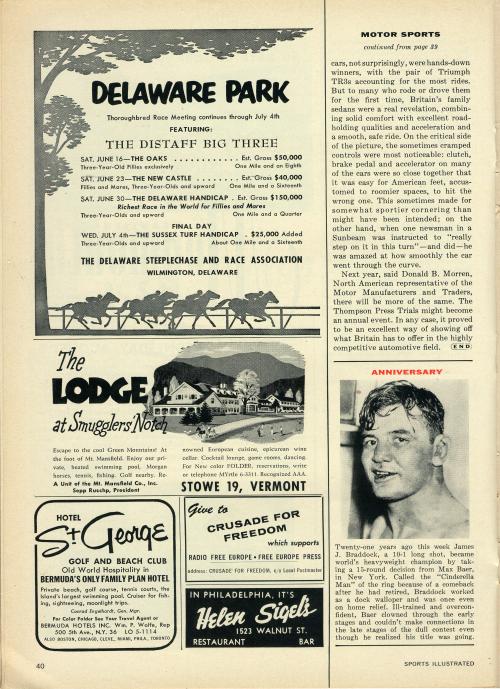 DELAWARE PARK
Thoroughbred Race Meeting continues through July 4th
FEATURING:
THE DISTAFF BIG THREE
SAT. JUNE 16—THE OAKS . . . . . . . . . . . Est. Gross $50,000
Three-Year-Old Fillies exclusively One Mile and an Eighth
SAT. JUNE 23—THE NEW CASTLE . . . . . . Est. Gross $40,000
Fillies and Mares, Three-Year-Olds and upward One Mile and a Sixteenth
SAT. JUNE 30—THE DELAWARE HANDICAP . Est. Gross $150,000
Richest Race in the World for Fillies and Mares
Three-Year-Olds and upward One Mile and a Quarter
FINAL DAY
WED. JULY 4th—THE SUSSEX TURF HANDICAP . $25,000 Added
Three-Year-Olds and upward About One Mile and a Sixteenth
THE DELAWARE STEEPLECHASE AND RACE ASSOCIATION
WILMINGTON, DELAWARE
The
LODGE
at Smugglers' Notch
Escape to the cool Green Mountains! At
the foot of Mt. Mansfield. Enjoy our pri-
vate, heated swimming pool, Morgan
horses, tennis, fishing. Golf nearby. Re-
A Unit of the Mt. Mansfield Co., Inc.
Sepp Ruschp, President
nowned European cuisine, epicurean wine
cellar. Cocktail lounge, game rooms, dancing.
For New color FOLDER, reservations, write
or telephone MYrtle 6-3311. Recognized AAA.
STOWE 19, VERMONT
HOTEL
St George
GOLF AND BEACH CLUB
Old World Hospitality in
BERMUDA'S ONLY FAMILY PLAN HOTEL
Private beach, golf course, tennis courts, the
island's largest swimming pool. Cruiser for fish-
ing, sightseeing, moonlight trips.
Conrad Engelhardt, Gen. Mgr.
For Color Folder See Your Travel Agent or
BERMUDA HOTELS INC. Wm. P. Wolfe, Rep
500 5th Ave., N.Y. 36 LO 5-1114
ALSO BOSTON, CHICAGO, CLEVE., MIAMI, PHILA., TORONTO
Give to
CRUSADE FOR
FREEDOM
which supports
RADIO FREE EUROPE • FREE EUROPE PRESS
address: CRUSADE FOR FREEDOM, c/o Local Postmaster
IN PHILADELPHIA, IT'S
Helen Sigel's
1523 WALNUT ST.
RESTAURANT BAR
MOTOR SPORTS
continued from page 39
cars, not surprisingly, were hands-down
winners, with the pair of Triumph
TR3s accounting for the most rides.
But to many who rode or drove them
for the first time, Britain's family
sedans were a real revelation, combin-
ing solid comfort with excellent road-
holding qualities and acceleration and
a smooth, safe ride. On the critical side
of the picture, the sometimes cramped
controls were most noticeable: clutch,
brake pedal and accelerator on many
of the cars were so close together that
it was easy for American feet, accus-
tomed to roomier spaces, to hit the
wrong one. This sometimes made for
somewhat sportier cornering than
might have been intended; on the
other hand, when one newsman in a
Sunbeam was instructed to "really
step on it in this turn"—and did—he
was amazed at how smoothly the car
went through the curve.
Next year, said Donald B. Morren,
North American representative of the
Motor Manufacturers and Traders,
there will be more of the same. The
Thompson Press Trials might become
an annual event. In any case, it proved
to be an excellent way of showing off
what Britain has to offer in the highly
competitive automotive field. END
ANNIVERSARY
Twenty-one years ago this week James
J. Braddock, a 10-1 long shot, became
world's heavyweight champion by tak-
ing a 15-round decision from Max Baer,
in New York. Called the "Cinderella
Man" of the ring because of a comeback
after he had retired, Braddock worked
as a dock walloper and was once even
on home relief. Ill-trained and overcon-
fident, Baer clowned through the early
stages and couldn't make connections in
the late stages of the dull contest even
though he realized his title was going.
40
SPORTS ILLUSTRATED